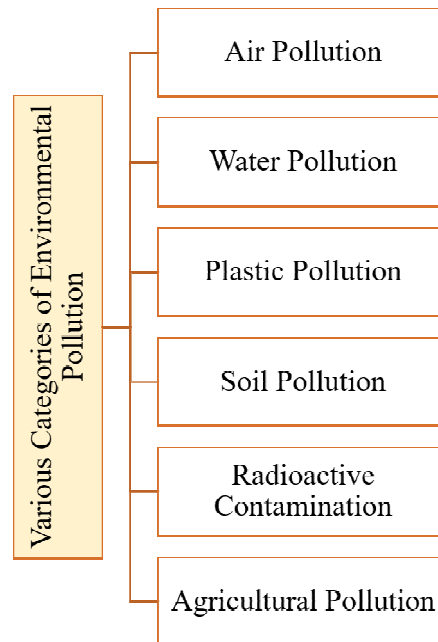 Various Categories of Environmental
Pollution
Air Pollution
Water Pollution
Plastic Pollution
Soil Pollution
Radioactive
Contamination
Agricultural Pollution